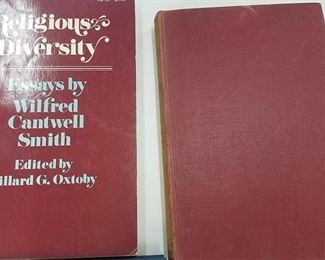 Religious
Diversity
Essays by
Wilfred
Cantwell
Smith
Edited by
illard G. Oxtoby